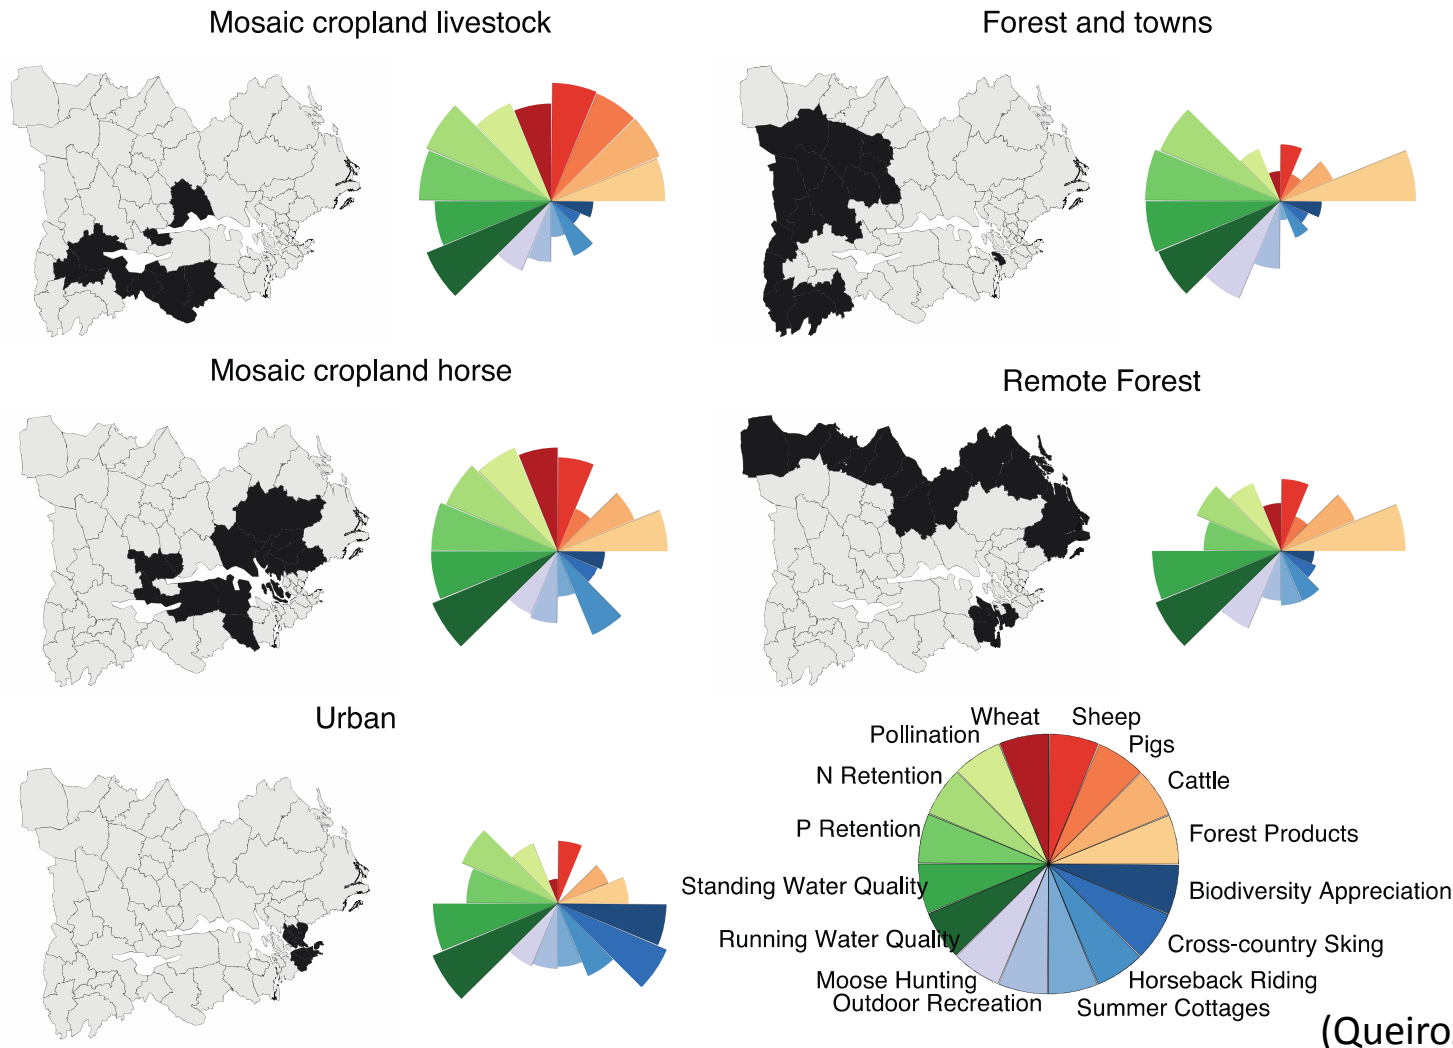 Mosaic cropland livestock
Forest and towns
Mosaic cropland horse
Remote Forest
Urban
Wheat
Sheep
Pollination
Pigs
N Retention
Cattle
P Retention
Forest Products
Standing Water Quality
Biodiversity Appreciation
Running Water Quality
Cross-country Sking
Moose Hunting
Horseback Riding
Outdoor Recreation
Summer Cottages
(Queiro